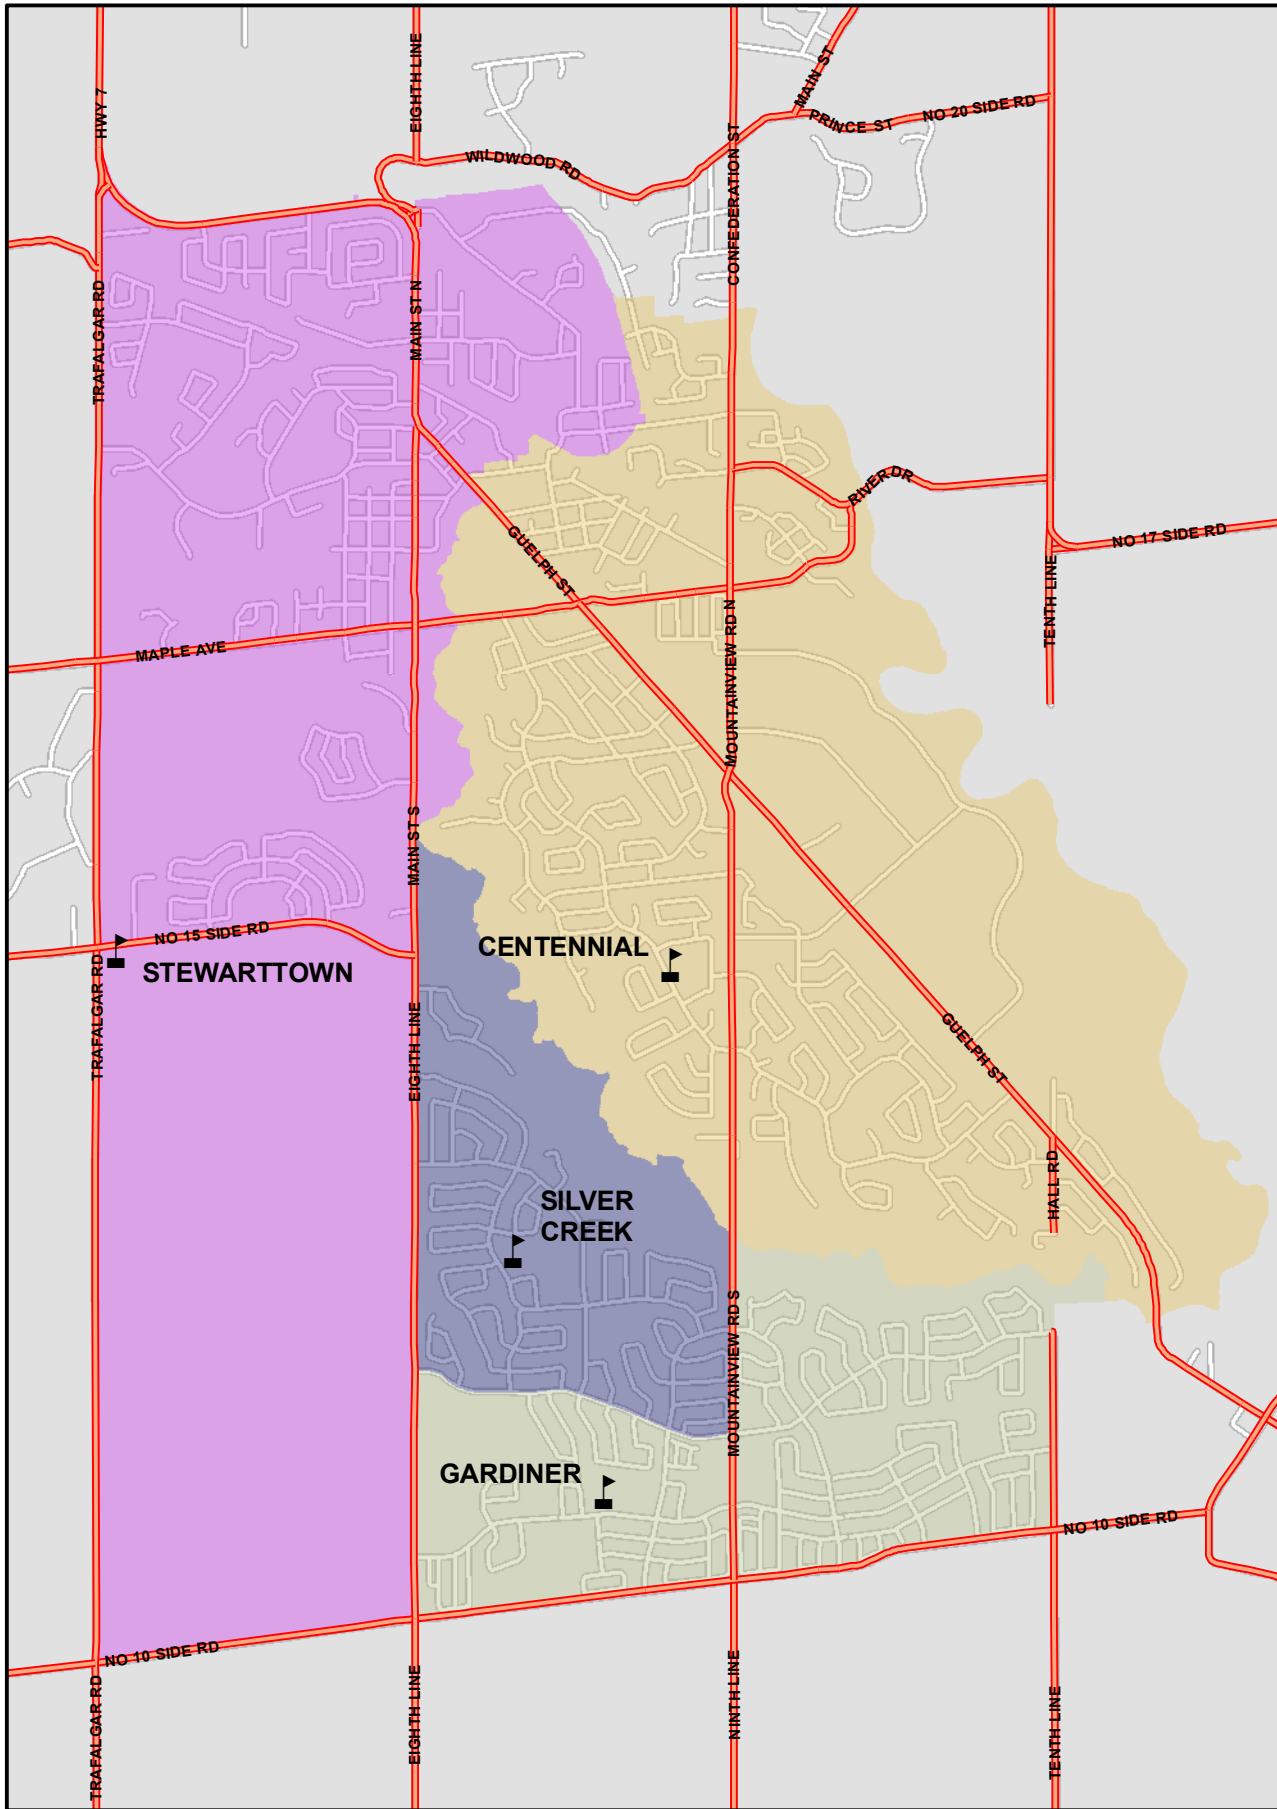 HWY 7
EIGHTH LINE
MAIN ST
PRINCE ST
NO 20 SIDE RD
WILDWOOD RD
CONFEDERATION ST
TRAFALGAR RD
MAIN ST N
RIVER DR
GUELPH ST
NO 17 SIDE RD
TENTH LINE
MAPLE AVE
MOUNTAINVIEW RD N
MAIN ST S
NO 15 SIDE RD
STEWARTTOWN
CENTENNIAL
TRAFALGAR RD
EIGHTH LINE
GUELPH ST
HALL RD
SILVER
CREEK
MOUNTAINVIEW RD S
GARDINER
NO 10 SIDE RD
NO 10 SIDE RD
TRAFALGAR RD
EIGHTH LINE
NINTH LINE
TENTH LINE